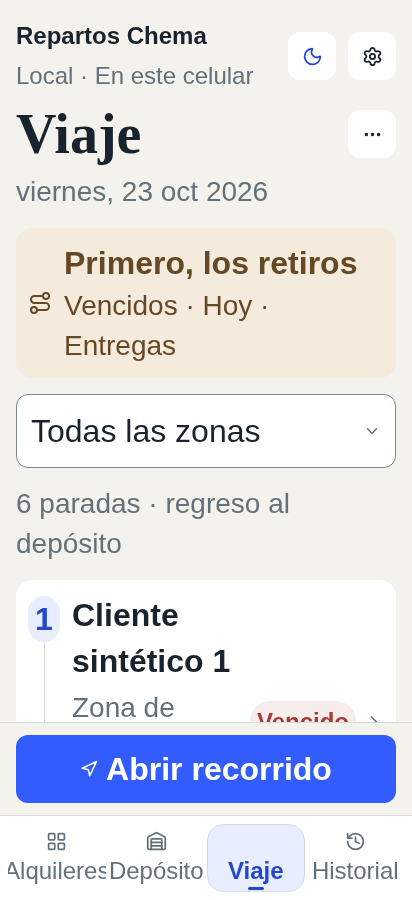 Repartos Chema
Local · En este celular
Viaje
viernes, 23 oct 2026
Primero, los retiros
Vencidos · Hoy ·
Entregas
Todas las zonas
6 paradas · regreso al
depósito
1
Cliente
sintético 1
Zona de
Vencido
Abrir recorrido
Alquileres
Depósito
Viaje
Historial